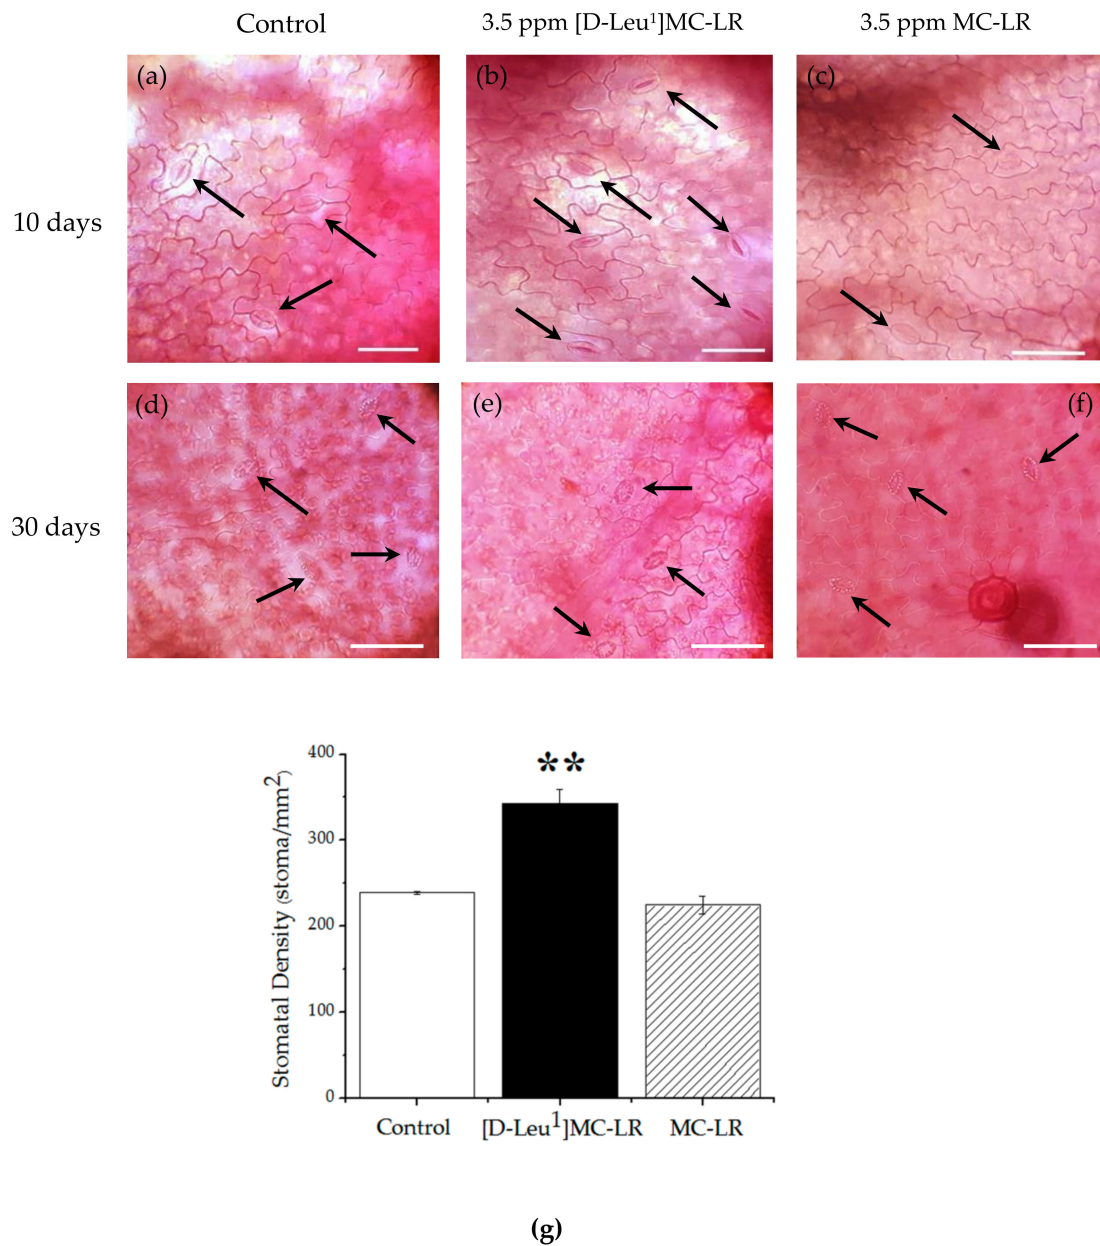 Control
3.5 ppm [D-Leu¹]MC-LR
3.5 ppm MC-LR
10 days
(a)
(b)
(c)
30 days
(d)
(e)
(f)
Stomatal Density (stoma/mm²)
400
300
200
100
0
**
Control
[D-Leu¹]MC-LR
MC-LR
(g)